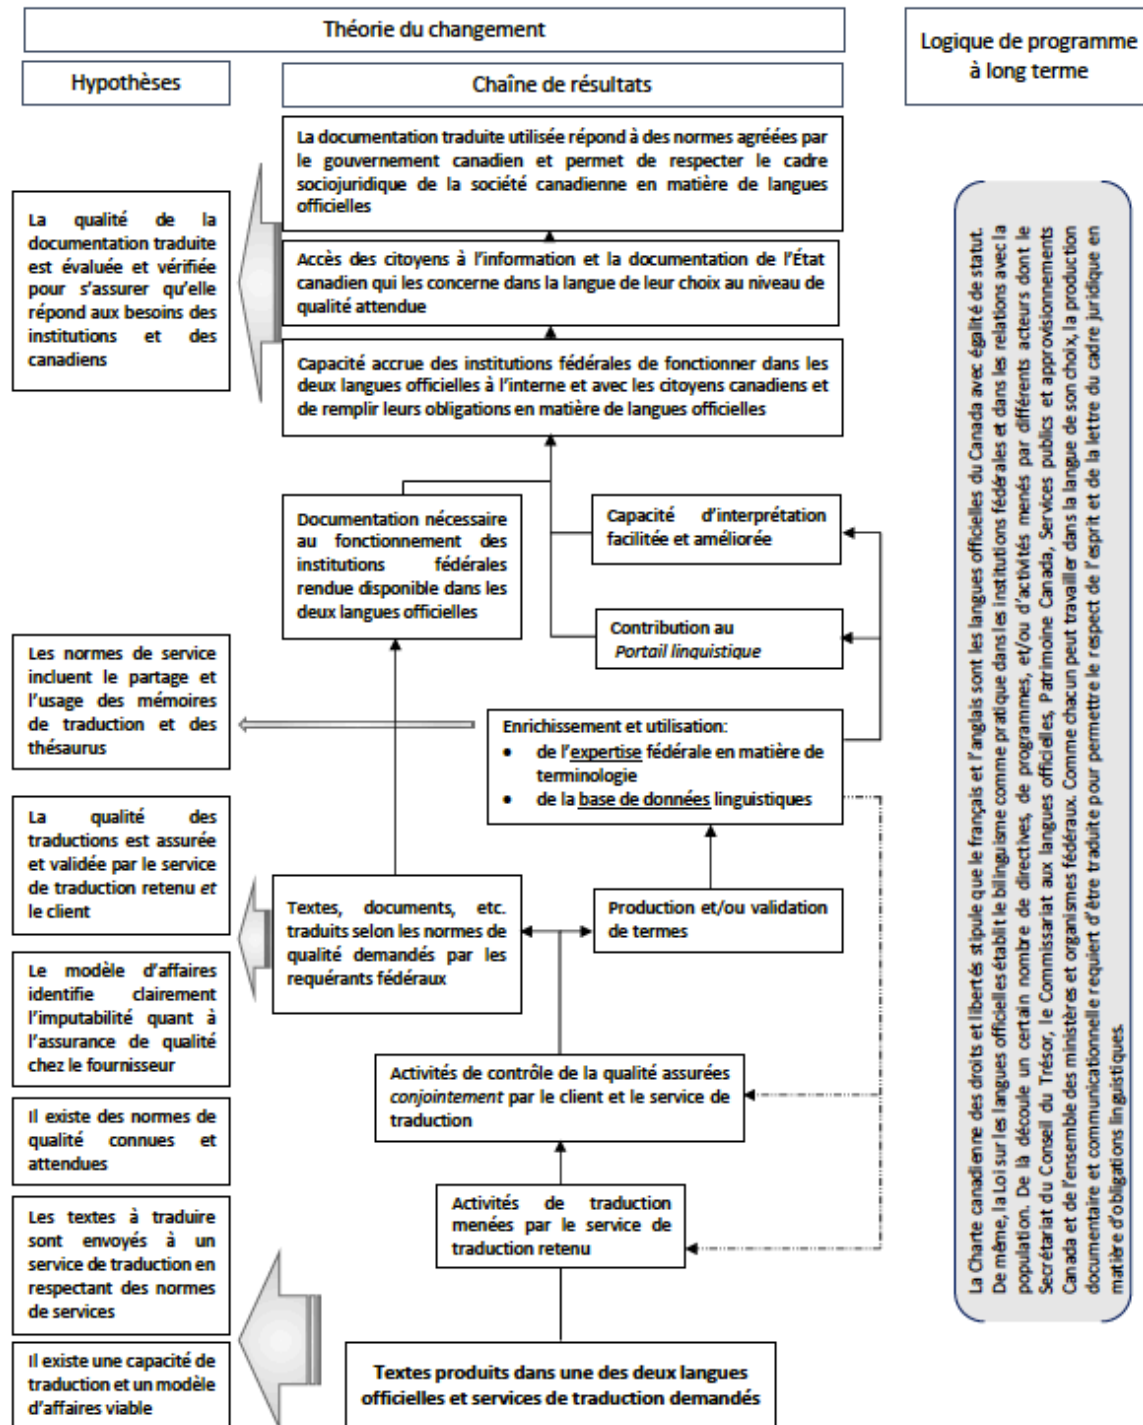 Théorie du changement
Logique de programme
à long terme
Hypothèses
Chaîne de résultats
La documentation traduite utilisée répond à des normes agréées par
le gouvernement canadien et permet de respecter le cadre
sociojuridique de la société canadienne en matière de langues
officielles
La qualité de la
documentation traduite
est évaluée et vérifiée
pour s'assurer qu'elle
répond aux besoins des
institutions et des
canadiens
Accès des citoyens à l'information et la documentation de l'État
canadien qui les concerne dans la langue de leur choix au niveau de
qualité attendue
Capacité accrue des institutions fédérales de fonctionner dans les
deux langues officielles à l'interne et avec les citoyens canadiens et
de remplir leurs obligations en matière de langues officielles
Documentation nécessaire
au fonctionnement des
institutions fédérales
rendue disponible dans les
deux langues officielles
Capacité d'interprétation
facilitée et améliorée
Contribution au
Portail linguistique
Les normes de service
incluent le partage et
l'usage des mémoires
de traduction et des
thésaurus
Enrichissement et utilisation:
• de l'expertise fédérale en matière de
terminologie
• de la base de données linguistiques
La qualité des
traductions est assurée
et validée par le service
de traduction retenu et
le client
Textes, documents, etc.
traduits selon les normes de
qualité demandés par les
requérants fédéraux
Production et/ou validation
de termes
Le modèle d'affaires
identifie clairement
l'imputabilité quant à
l'assurance de qualité
chez le fournisseur
Activités de contrôle de la qualité assurées
conjointement par le client et le service de
traduction
Il existe des normes de
qualité connues et
attendues
Activités de traduction
menées par le service de
traduction retenu
Les textes à traduire
sont envoyés à un
service de traduction en
respectant des normes
de services
Il existe une capacité de
traduction et un modèle
d'affaires viable
Textes produits dans une des deux langues
officielles et services de traduction demandés
La Charte canadienne des droits et libertés stipule que le français et l'anglais sont les langues officielles du Canada avec égalité de statut.
De même, la Loi sur les langues officielles établit le bilinguisme comme pratique dans les institutions fédérales et dans les relations avec la
population. De là découle un certain nombre de directives, de programmes, et/ou d'activités menés par différents acteurs dont le
Secrétariat du Conseil du Trésor, le Commissariat aux langues officielles, Patrimoine Canada, Services publics et approvisionnements
Canada et de l'ensemble des ministères et organismes fédéraux. Comme chacun peut travailler dans la langue de son choix, la production
documentaire et communicationnelle requiert d'être traduite pour permettre le respect de l'esprit et de la lettre du cadre juridique en
matière d'obligations linguistiques.